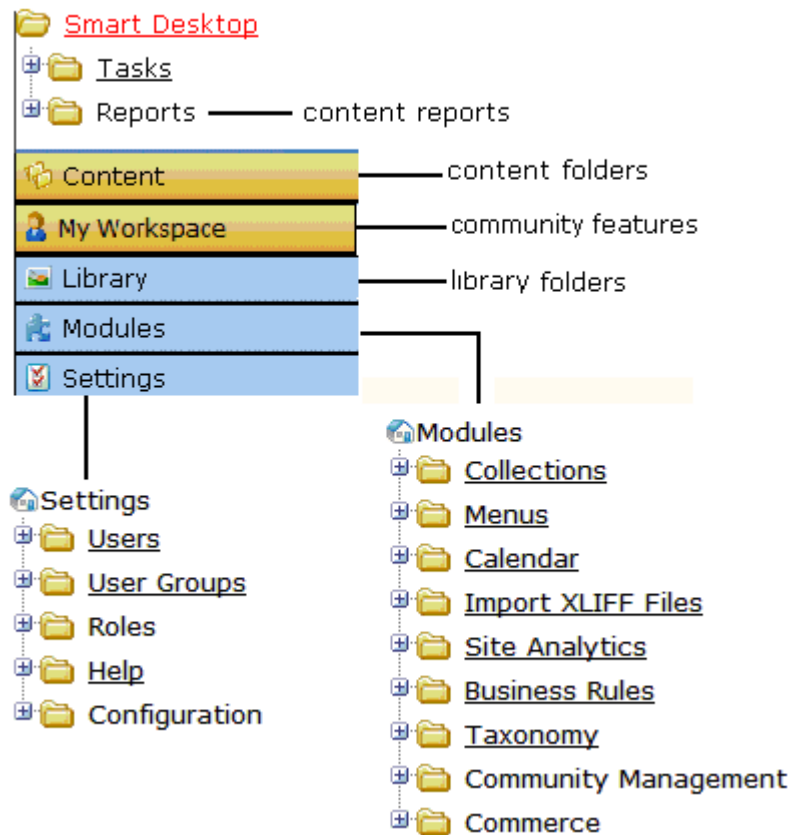 Smart Desktop
Tasks
Reports content reports
Content content folders
My Workspace community features
Library library folders
Modules
Settings
Settings
Users
User Groups
Roles
Help
Configuration
Modules
Collections
Menus
Calendar
Import XLIFF Files
Site Analytics
Business Rules
Taxonomy
Community Management
Commerce